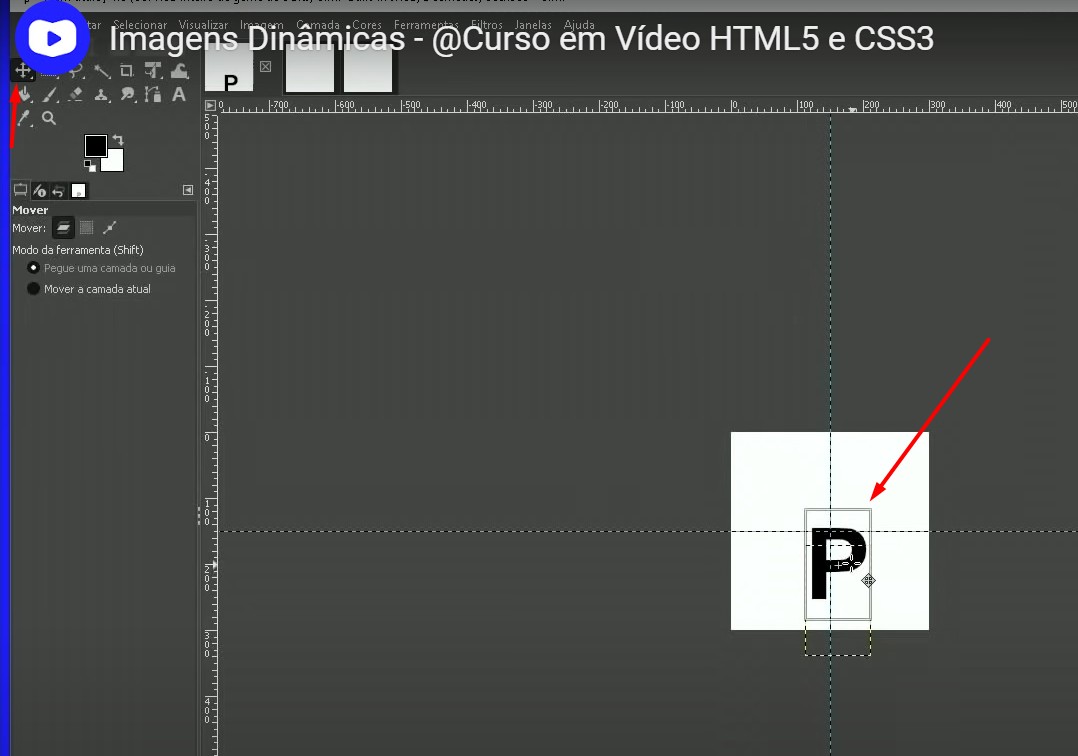 Selecionar Visualizar Imagem Camada Cores Ferramentas Filtros Janelas Ajuda
Imagens Dinâmicas - @Curso em Vídeo HTML5 e CSS3
P
A
0 -700 -600 -500 -400 -300 -200 -100 0 100 200 300 400 500
Mover
Mover:
Modo da ferramenta (Shift)
Pegue uma camada ou guia
Mover a camada atual
P